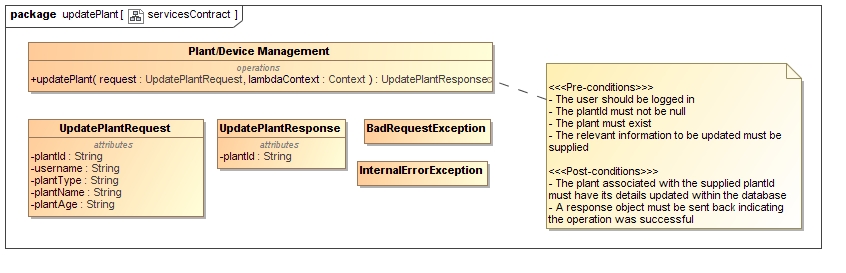 package updatePlant [ servicesContract ]
Plant/Device Management
operations
+updatePlant( request : UpdatePlantRequest, lambdaContext : Context ) : UpdatePlantResponse
<<<Pre-conditions>>>
- The user should be logged in
- The plantId must not be null
- The plant must exist
- The relevant information to be updated must be
supplied
<<<Post-conditions>>>
- The plant associated with the supplied plantId
must have its details updated within the database
- A response object must be sent back indicating
the operation was successful
UpdatePlantRequest
attributes
-plantId : String
-username : String
-plantType : String
-plantName : String
-plantAge : String
UpdatePlantResponse
attributes
-plantId : String
BadRequestException
InternalErrorException